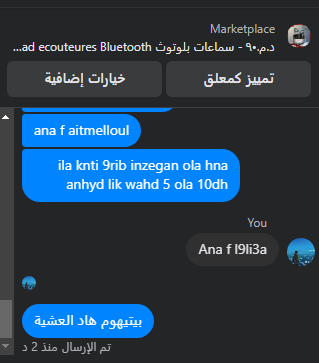 Marketplace
د.م.٩٠ - سماعات بلوتوث ad ecouteures Bluetooth...
تمييز كمعلق
خيارات إضافية
ana f aitmelloul
ila knti 9rib inzegan ola hna
anhyd lik wahd 5 ola 10dh
You
Ana f l9li3a
بيتيهوم هاد العشية
تم الإرسال منذ 2 د